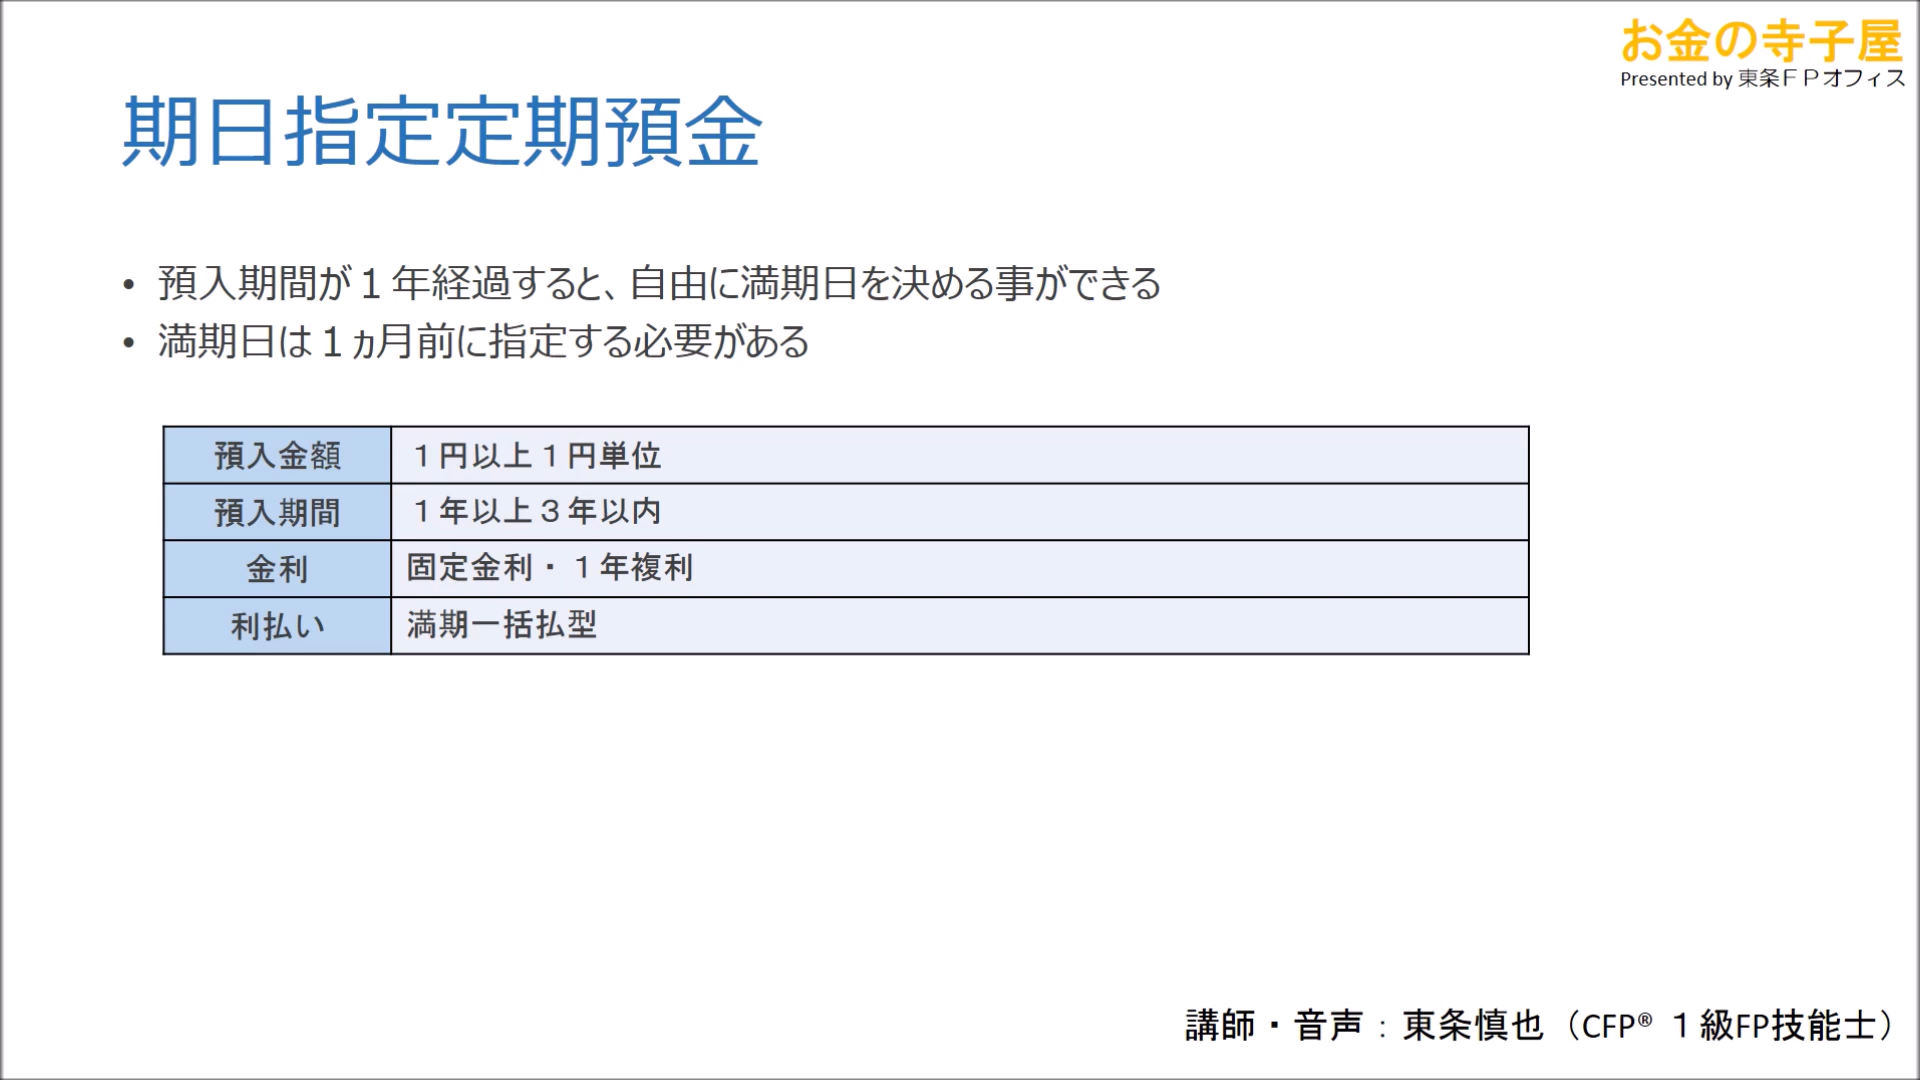 お金の寺子屋
Presented by 東条ＦＰオフィス
期日指定定期預金
• 預入期間が１年経過すると、自由に満期日を決める事ができる
• 満期日は１ヵ月前に指定する必要がある
預入金額 １円以上１円単位
預入期間 １年以上３年以内
金利 固定金利・１年複利
利払い 満期一括払型
講師・音声：東条慎也（CFP® １級FP技能士）